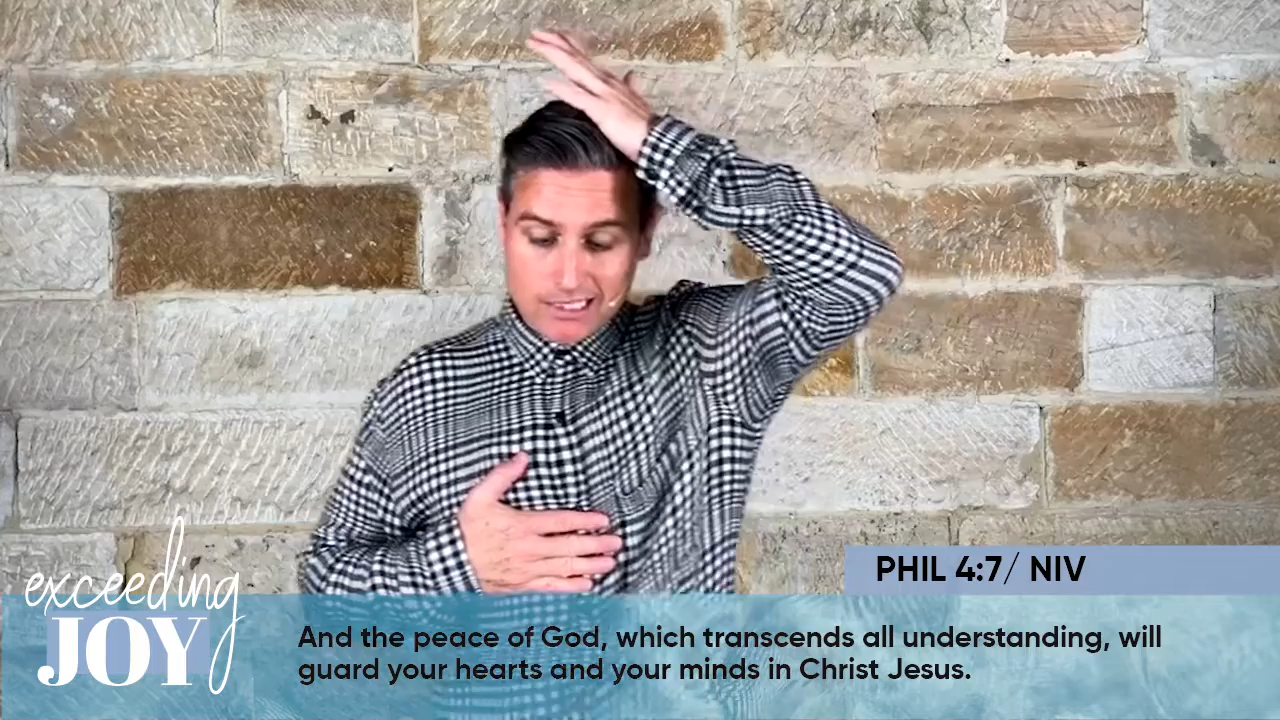 PHIL 4:7/ NIV
exceeding
JOY
And the peace of God, which transcends all understanding, will
guard your hearts and your minds in Christ Jesus.